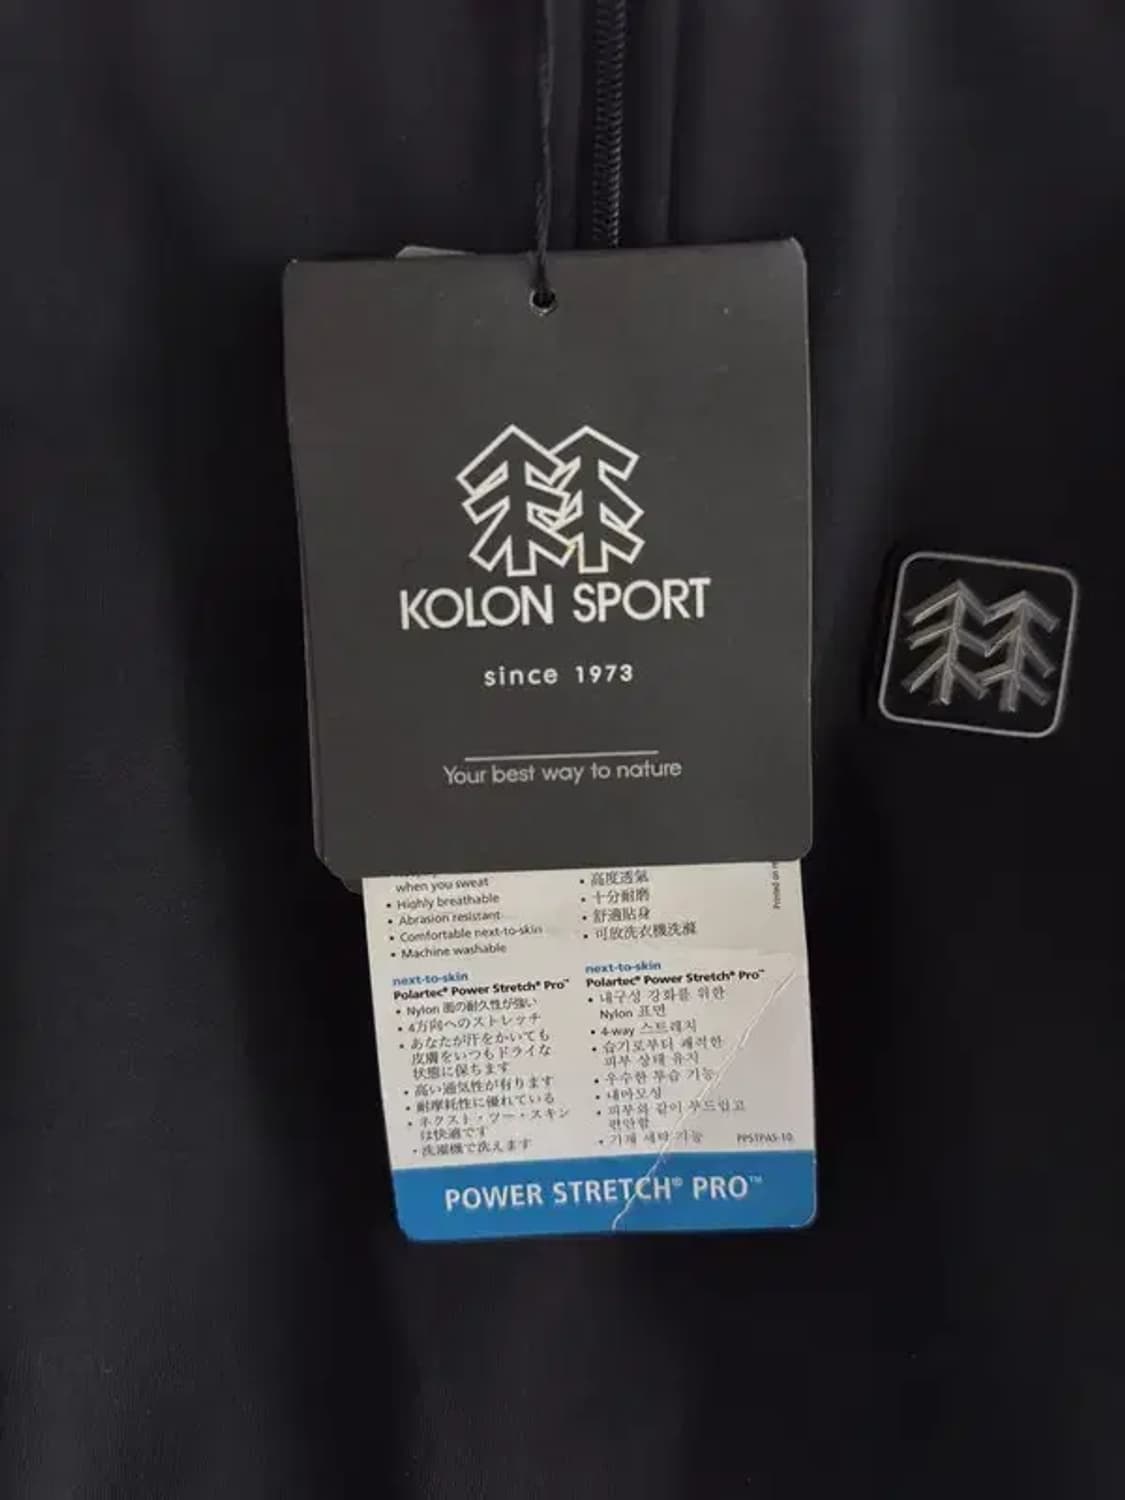 KOLON SPORT
since 1973
Your best way to nature
when you sweat
• Highly breathable
• Abrasion resistant
• Comfortable next-to-skin
• Machine washable
• 高度透氣
• 十分耐磨
• 舒適貼身
• 可放洗衣機洗滌
Printed on
next-to-skin
Polartec® Power Stretch® Pro™
• Nylon 面の耐久性が強い
• 4方向へのストレッチ
• あなたが汗をかいても
皮膚をいつもドライな
状態に保ちます
• 高い通気性が有ります
• 耐摩耗性に優れている
• ネクスト・ツー・スキン
は快適です
• 洗濯機で洗えます
next-to-skin
Polartec® Power Stretch® Pro™
• 내구성 강화를 위한
Nylon 표면
• 4-way 스트레치
• 습기로부터 쾌적한
피부 상태 유지
• 우수한 투습 기능
• 내마모성
• 피부와 같이 부드럽고
편안함
• 기계 세탁 기능
PPSTPAS-10
POWER STRETCH® PRO™